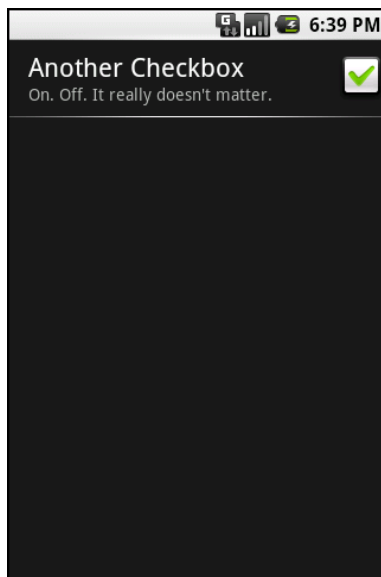 G
6:39 PM
Another Checkbox
On. Off. It really doesn't matter.